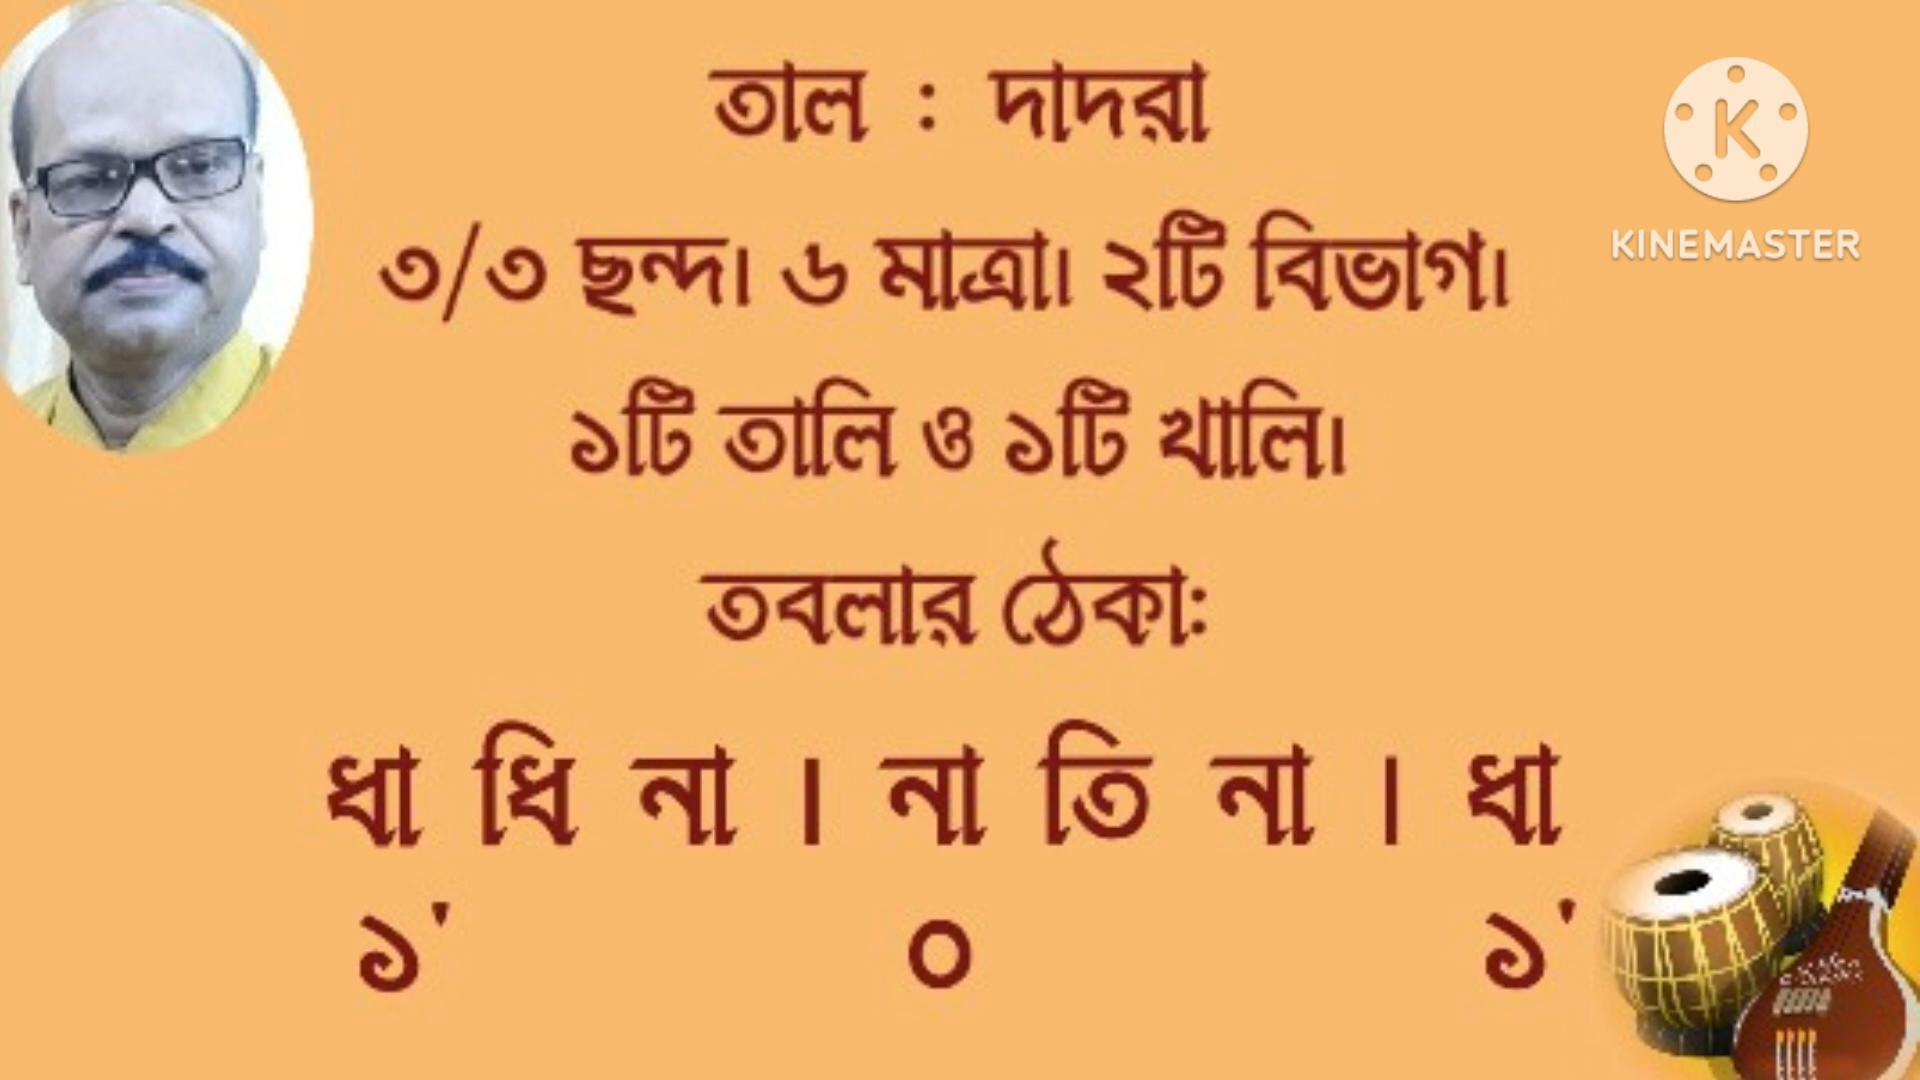 তাল : দাদরা
KINEMASTER
৩/৩ ছন্দ। ৬ মাত্রা। ২টি বিভাগ।
১টি তালি ও ১টি খালি।
তবলার ঠেকাঃ
ধা ধি না । না তি না । ধা
১' ০ ১'